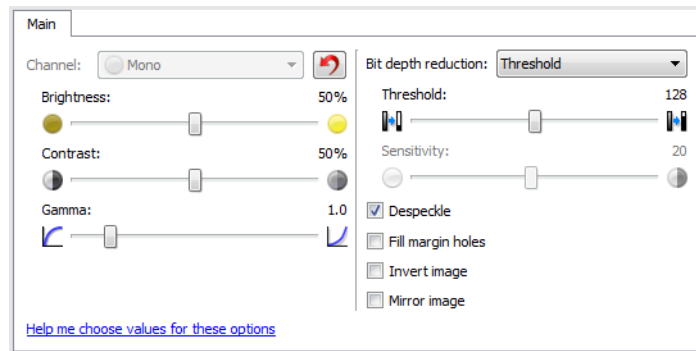 Main
Channel: Mono
Brightness: 50%
Contrast: 50%
Gamma: 1.0
Help me choose values for these options
Bit depth reduction: Threshold
Threshold: 128
Sensitivity: 20
Despeckle
Fill margin holes
Invert image
Mirror image